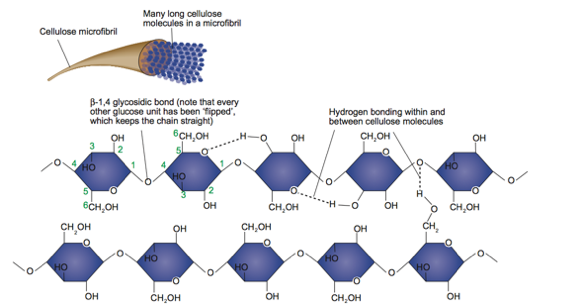 Many long cellulose
molecules in a microfibril
Cellulose microfibril
β-1,4 glycosidic bond (note that every
other glucose unit has been 'flipped',
which keeps the chain straight)
Hydrogen bonding within and
between cellulose molecules
6CH₂OH H O OH CH₂OH OH
OH
3 2 5 O O
4 HO 1 4 1 O O HO
O O HO O O
5 O 3 2 O H
6CH₂OH OH CH₂OH H O OH O CH₂OH
CH₂OH OH CH₂OH OH CH₂
O O O O O O
HO HO HO HO HO
O O O O O
OH CH₂OH OH CH₂OH OH